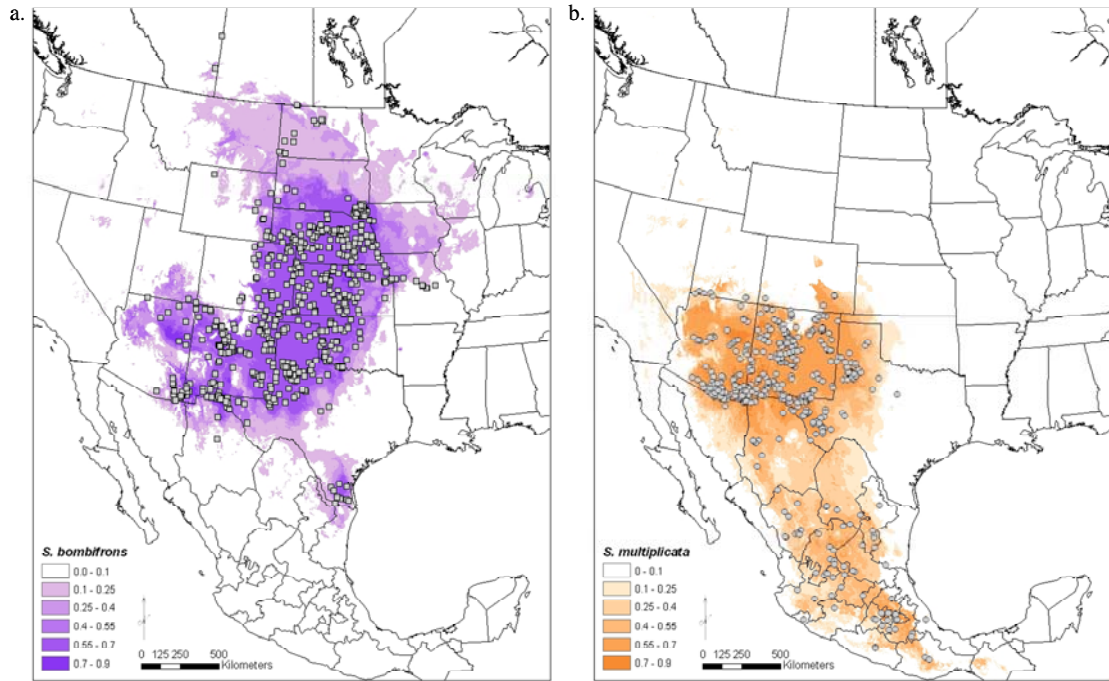 a.
S. bombifrons
0.0 - 0.1
0.1 - 0.25
0.25 - 0.4
0.4 - 0.55
0.55 - 0.7
0.7 - 0.9
0 125 250 500
Kilometers
b.
S. multiplicata
0 - 0.1
0.1 - 0.25
0.25 - 0.4
0.4 - 0.55
0.55 - 0.7
0.7 - 0.9
0 125 250 500
Kilometers